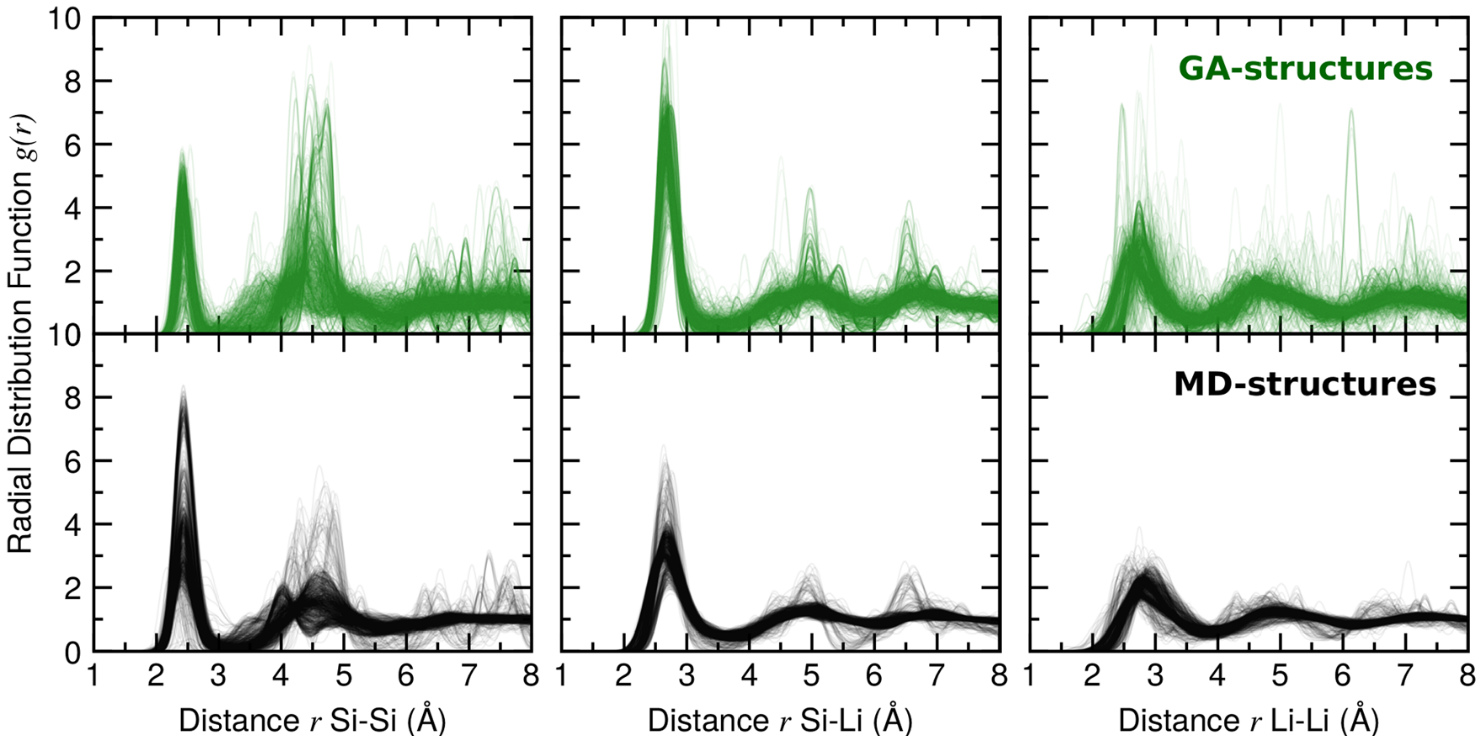 Radial Distribution Function g(r)
10
8
6
4
2
10
8
6
4
2
0
GA-structures
MD-structures
1 2 3 4 5 6 7 8
1 2 3 4 5 6 7 8
1 2 3 4 5 6 7 8
Distance r Si-Si (Å)
Distance r Si-Li (Å)
Distance r Li-Li (Å)